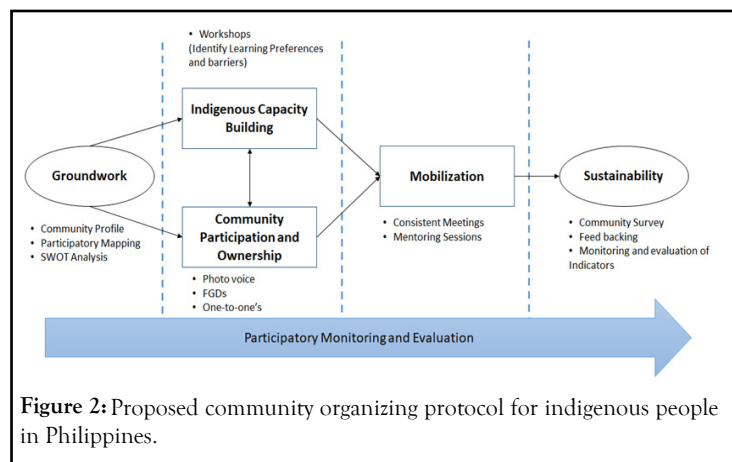 • Workshops
(Identify Learning Preferences
and barriers)
Indigenous Capacity
Building
Groundwork
• Community Profile
• Participatory Mapping
• SWOT Analysis
Community
Participation and
Ownership
• Photo voice
• FGDs
• One-to-one's
Mobilization
• Consistent Meetings
• Mentoring Sessions
Sustainability
• Community Survey
• Feed backing
• Monitoring and evaluation of
Indicators
Participatory Monitoring and Evaluation
Figure 2: Proposed community organizing protocol for indigenous people
in Philippines.